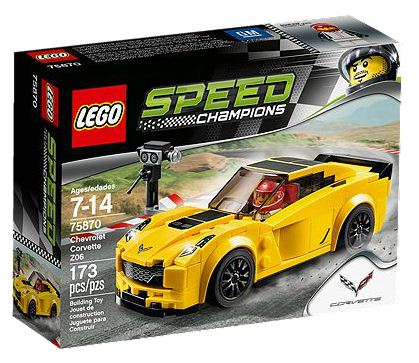 75870
GM
LEGO
SPEED
CHAMPIONS
Ages/edades
7-14
75870
Chevrolet
Corvette
Z06
173
pcs/pzs
Building Toy
Jouet de
construction
Juguete para
Construir
CORVETTE